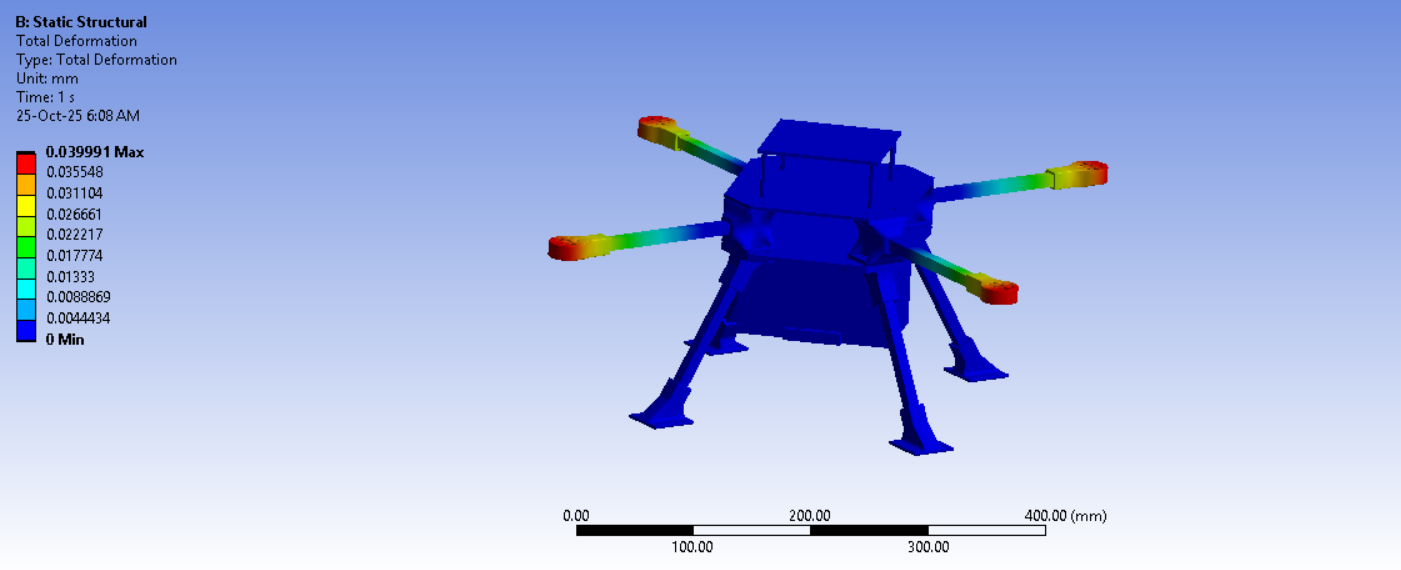 B: Static Structural
Total Deformation
Type: Total Deformation
Unit: mm
Time: 1 s
25-Oct-25 6:08 AM
0.039991 Max
0.035548
0.031104
0.026661
0.022217
0.017774
0.01333
0.0088869
0.0044434
0 Min
0.00 200.00 400.00 (mm)
100.00 300.00